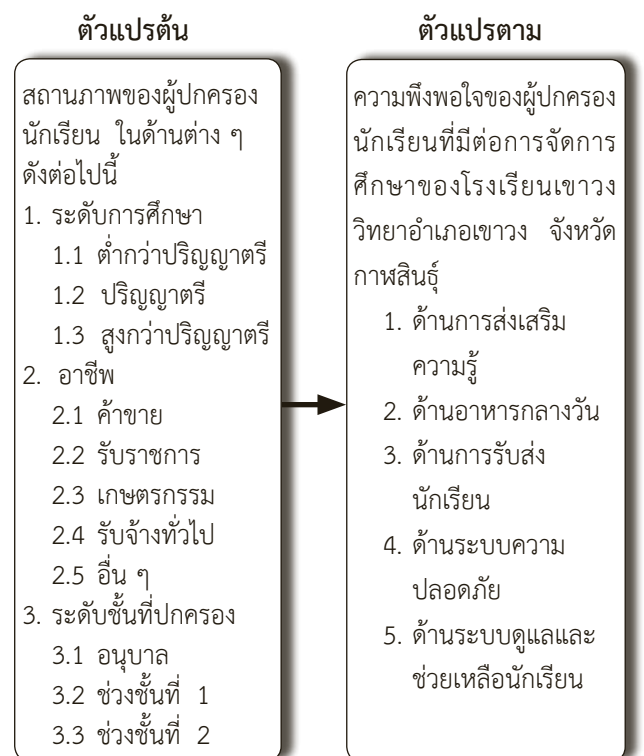 ตัวแปรต้น
สถานภาพของผู้ปกครอง
นักเรียน ในด้านต่าง ๆ
ดังต่อไปนี้
1. ระดับการศึกษา
1.1 ต่ำกว่าปริญญาตรี
1.2 ปริญญาตรี
1.3 สูงกว่าปริญญาตรี
2. อาชีพ
2.1 ค้าขาย
2.2 รับราชการ
2.3 เกษตรกรรม
2.4 รับจ้างทั่วไป
2.5 อื่น ๆ
3. ระดับชั้นที่ปกครอง
3.1 อนุบาล
3.2 ช่วงชั้นที่ 1
3.3 ช่วงชั้นที่ 2
ตัวแปรตาม
ความพึงพอใจของผู้ปกครอง
นักเรียนที่มีต่อการจัดการ
ศึกษาของโรงเรียนเขาวง
วิทยาอำเภอเขาวง จังหวัด
กาฬสินธุ์
1. ด้านการส่งเสริม
ความรู้
2. ด้านอาหารกลางวัน
3. ด้านการรับส่ง
นักเรียน
4. ด้านระบบความ
ปลอดภัย
5. ด้านระบบดูแลและ
ช่วยเหลือนักเรียน